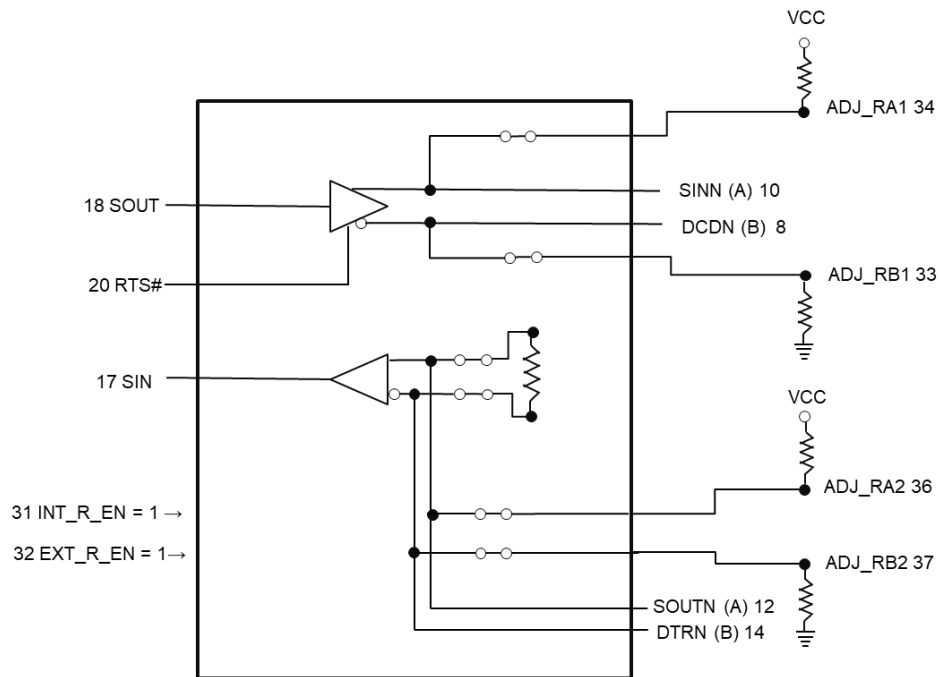 VCC
ADJ_RA1 34
SINN (A) 10
18 SOUT
DCDN (B) 8
20 RTS#
ADJ_RB1 33
17 SIN
VCC
ADJ_RA2 36
31 INT_R_EN = 1 →
32 EXT_R_EN = 1→
ADJ_RB2 37
SOUTN (A) 12
DTRN (B) 14